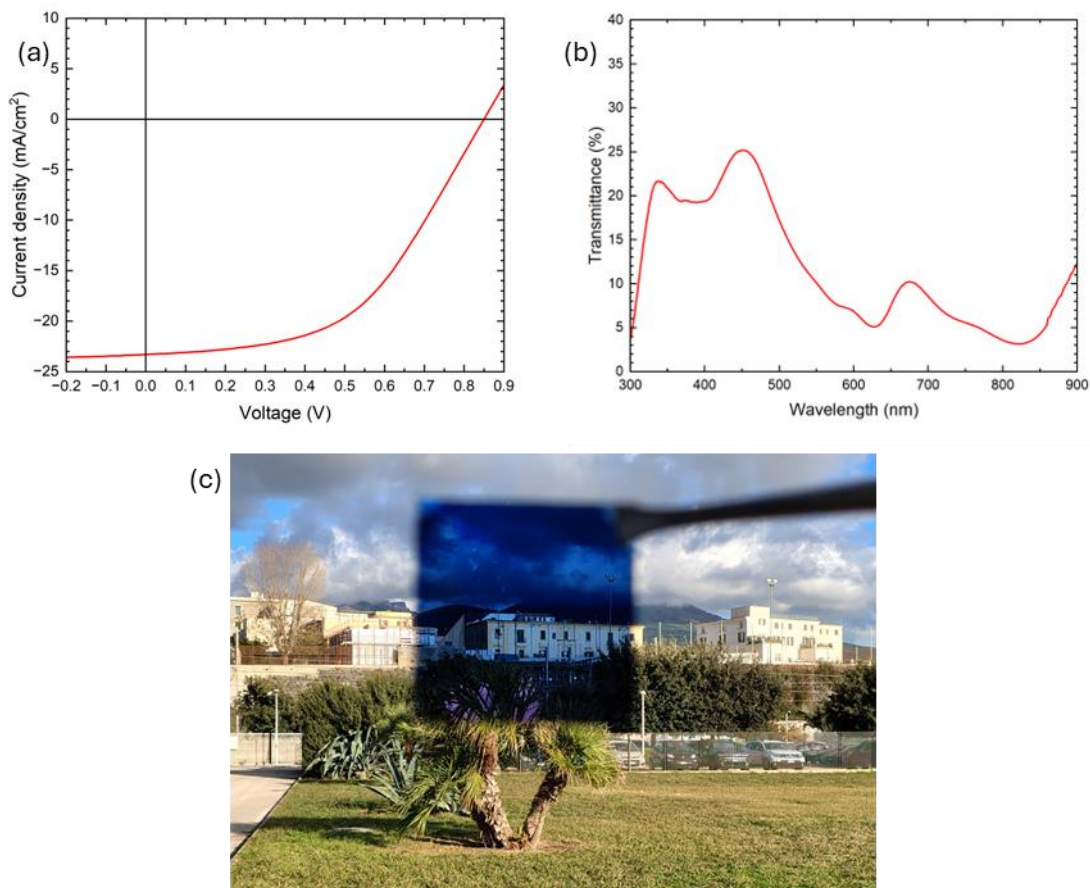 (a)
10
5
0
−5
−10
−15
−20
−25
−0.2 −0.1 0.0 0.1 0.2 0.3 0.4 0.5 0.6 0.7 0.8 0.9
Current density (mA/cm²)
Voltage (V)
(b)
40
35
30
25
20
15
10
5
0
300 400 500 600 700 800 900
Transmittance (%)
Wavelength (nm)
(c)